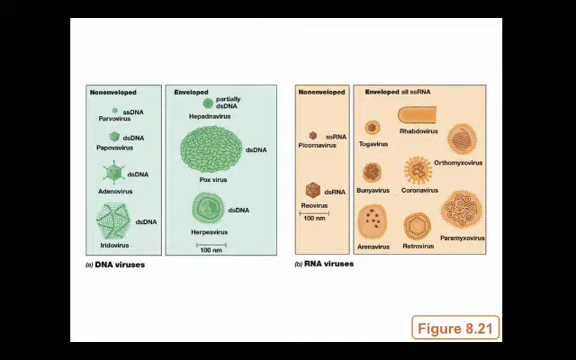 Nonenveloped
ssDNA
Parvovirus
dsDNA
Papovavirus
dsDNA
Adenovirus
dsDNA
Iridovirus
Enveloped
partially
dsDNA
Hepadnavirus
dsDNA
Pox virus
dsDNA
Herpesvirus
100 nm
(a) DNA viruses
Nonenveloped
ssRNA
Picornavirus
dsRNA
Reovirus
100 nm
Enveloped all ssRNA
Togavirus
Rhabdovirus
Orthomyxovirus
Bunyavirus
Coronavirus
Arenavirus
Retrovirus
Paramyxovirus
(b) RNA viruses
Figure 8.21